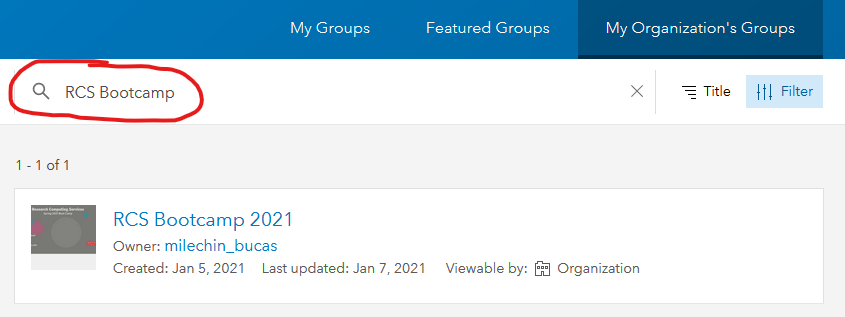 My Groups Featured Groups My Organization's Groups
RCS Bootcamp Title Filter
1 - 1 of 1
Research Computing Services
RCS Bootcamp 2021
Owner: milechin_bucas
Created: Jan 5, 2021 Last updated: Jan 7, 2021 Viewable by: Organization